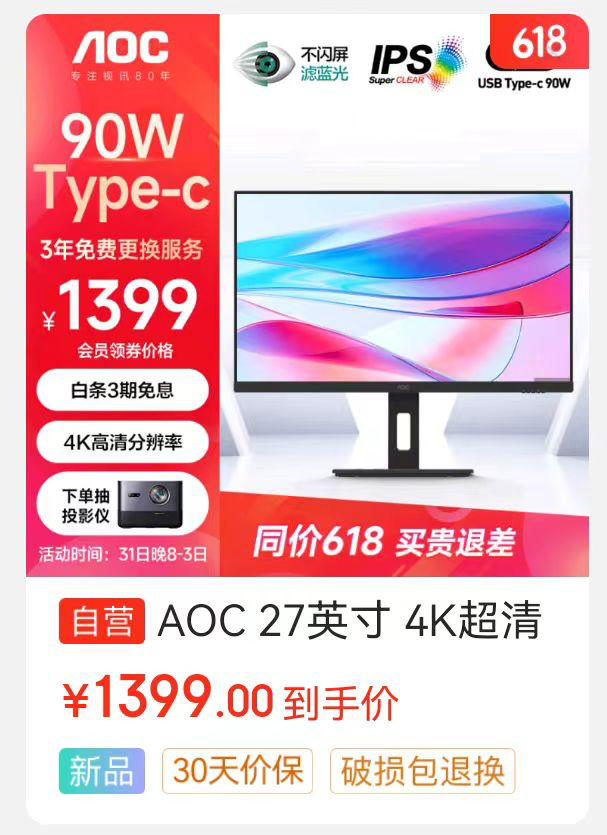 AOC
专注视讯80年
不闪屏
滤蓝光
IPS
Super CLEAR
618
USB Type-c 90W
90W
Type-c
3年免费更换服务
¥1399
会员领券价格
白条3期免息
4K高清分辨率
下单抽
投影仪
活动时间：31日晚8-3日
AOC
同价618 买贵退差
自营 AOC 27英寸 4K超清
¥1399.00 到手价
新品 30天价保 破损包退换